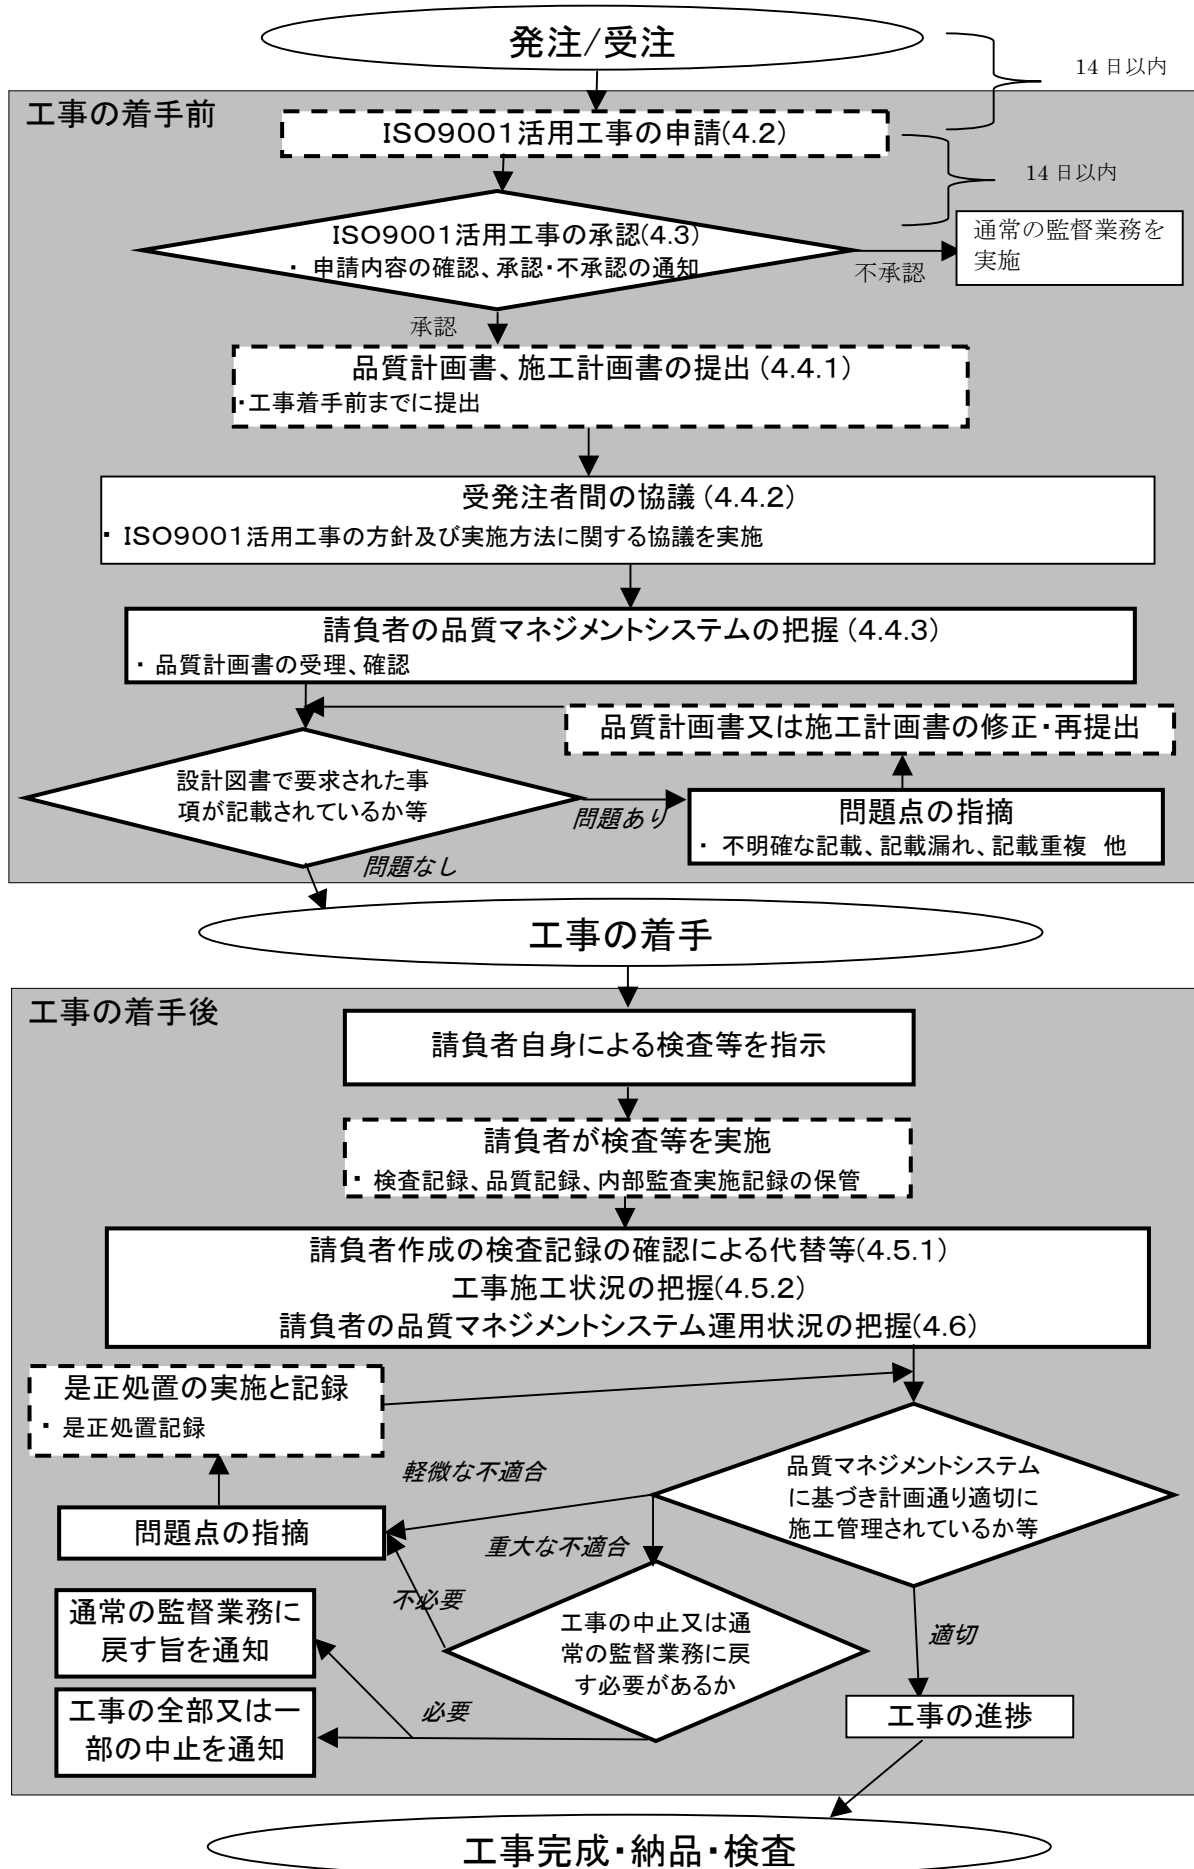 発注/受注
14日以内
工事の着手前
ISO9001活用工事の申請(4.2)
14日以内
ISO9001活用工事の承認(4.3)
・ 申請内容の確認、承認・不承認の通知
通常の監督業務を
実施
不承認
承認
品質計画書、施工計画書の提出 (4.4.1)
・工事着手前までに提出
受発注者間の協議 (4.4.2)
・ ISO9001活用工事の方針及び実施方法に関する協議を実施
請負者の品質マネジメントシステムの把握 (4.4.3)
・ 品質計画書の受理、確認
品質計画書又は施工計画書の修正・再提出
設計図書で要求された事
項が記載されているか等
問題あり
問題点の指摘
・ 不明確な記載、記載漏れ、記載重複 他
問題なし
工事の着手
工事の着手後
請負者自身による検査等を指示
請負者が検査等を実施
・ 検査記録、品質記録、内部監査実施記録の保管
請負者作成の検査記録の確認による代替等(4.5.1)
工事施工状況の把握(4.5.2)
請負者の品質マネジメントシステム運用状況の把握(4.6)
是正処置の実施と記録
・ 是正処置記録
軽微な不適合
品質マネジメントシステム
に基づき計画通り適切に
施工管理されているか等
問題点の指摘
重大な不適合
不必要
通常の監督業務に
戻す旨を通知
工事の中止又は通
常の監督業務に戻
す必要があるか
適切
必要
工事の全部又は一
部の中止を通知
工事の進捗
工事完成・納品・検査